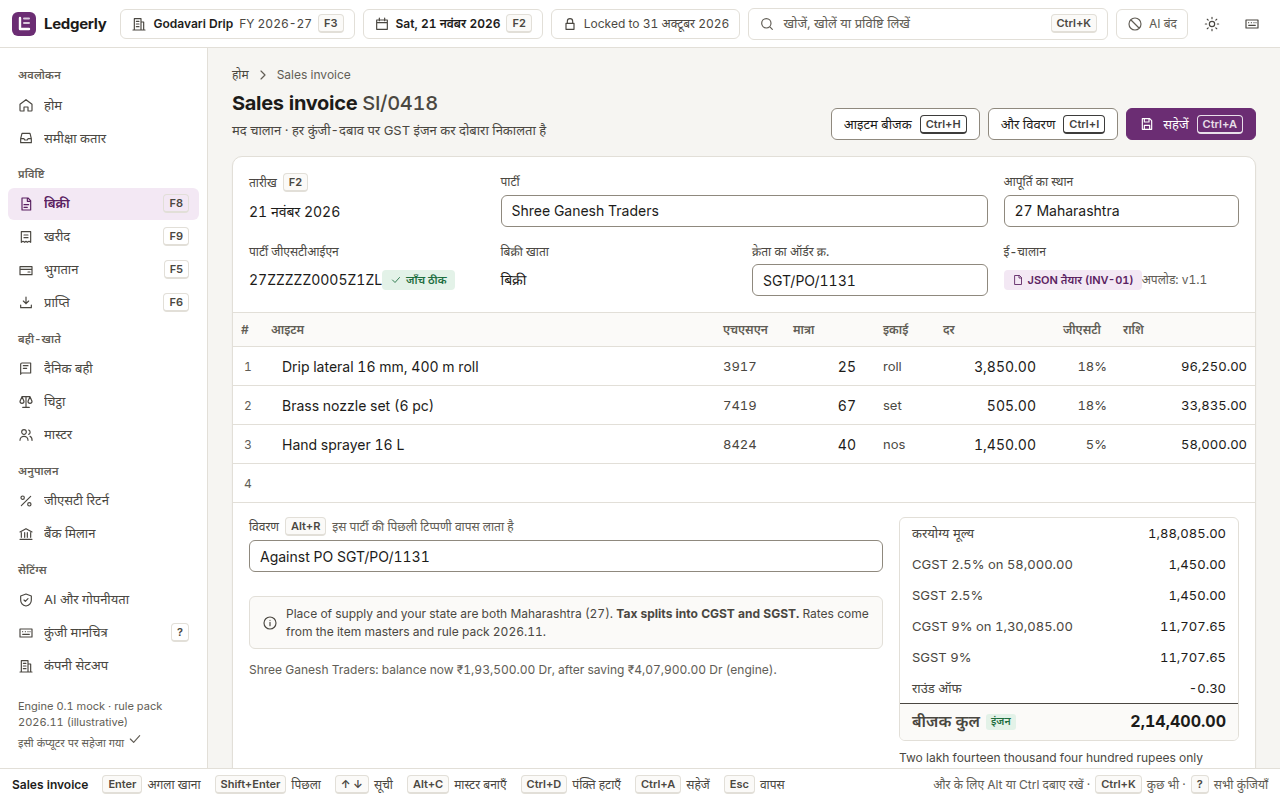 Ledgerly
Godavari Drip FY 2026-27 F3
Sat, 21 नवंबर 2026 F2
Locked to 31 अक्टूबर 2026
खोजें, खोलें या प्रविष्टि लिखें Ctrl+K
AI बंद
अवलोकन
होम
समीक्षा कतार
प्रविष्टि
बिक्री F8
खरीद F9
भुगतान F5
प्राप्ति F6
बही-खाते
दैनिक बही
चिट्ठा
मास्टर
अनुपालन
जीएसटी रिटर्न
बैंक मिलान
सेटिंग्स
AI और गोपनीयता
कुंजी मानचित्र ?
कंपनी सेटअप
Engine 0.1 mock · rule pack
2026.11 (illustrative)
इसी कंप्यूटर पर सहेजा गया
होम Sales invoice
Sales invoice SI/0418
मद चालान · हर कुंजी-दबाव पर GST इंजन कर दोबारा निकालता है
आइटम बीजक Ctrl+H
और विवरण Ctrl+I
सहेजें Ctrl+A
तारीख F2
21 नवंबर 2026
पार्टी
Shree Ganesh Traders
आपूर्ति का स्थान
27 Maharashtra
पार्टी जीएसटीआईएन
27ZZZZZ0005Z1ZL जाँच ठीक
बिक्री खाता
बिक्री
क्रेता का ऑर्डर क्र.
SGT/PO/1131
ई-चालान
JSON तैयार (INV-01) अपलोड: v1.1
# आइटम एचएसएन मात्रा इकाई दर जीएसटी राशि
1 Drip lateral 16 mm, 400 m roll 3917 25 roll 3,850.00 18% 96,250.00
2 Brass nozzle set (6 pc) 7419 67 set 505.00 18% 33,835.00
3 Hand sprayer 16 L 8424 40 nos 1,450.00 5% 58,000.00
4
विवरण Alt+R इस पार्टी की पिछली टिप्पणी वापस लाता है
Against PO SGT/PO/1131
Place of supply and your state are both Maharashtra (27). Tax splits into CGST and SGST. Rates come
from the item masters and rule pack 2026.11.
Shree Ganesh Traders: balance now ₹1,93,500.00 Dr, after saving ₹4,07,900.00 Dr (engine).
करयोग्य मूल्य 1,88,085.00
CGST 2.5% on 58,000.00 1,450.00
SGST 2.5% 1,450.00
CGST 9% on 1,30,085.00 11,707.65
SGST 9% 11,707.65
राउंड ऑफ -0.30
बीजक कुल इंजन 2,14,400.00
Two lakh fourteen thousand four hundred rupees only
Sales invoice Enter अगला खाना Shift+Enter पिछला ↑↓ सूची Alt+C मास्टर बनाएँ Ctrl+D पंक्ति हटाएँ Ctrl+A सहेजें Esc वापस और के लिए Alt या Ctrl दबाए रखें · Ctrl+K कुछ भी · ? सभी कुंजियाँ